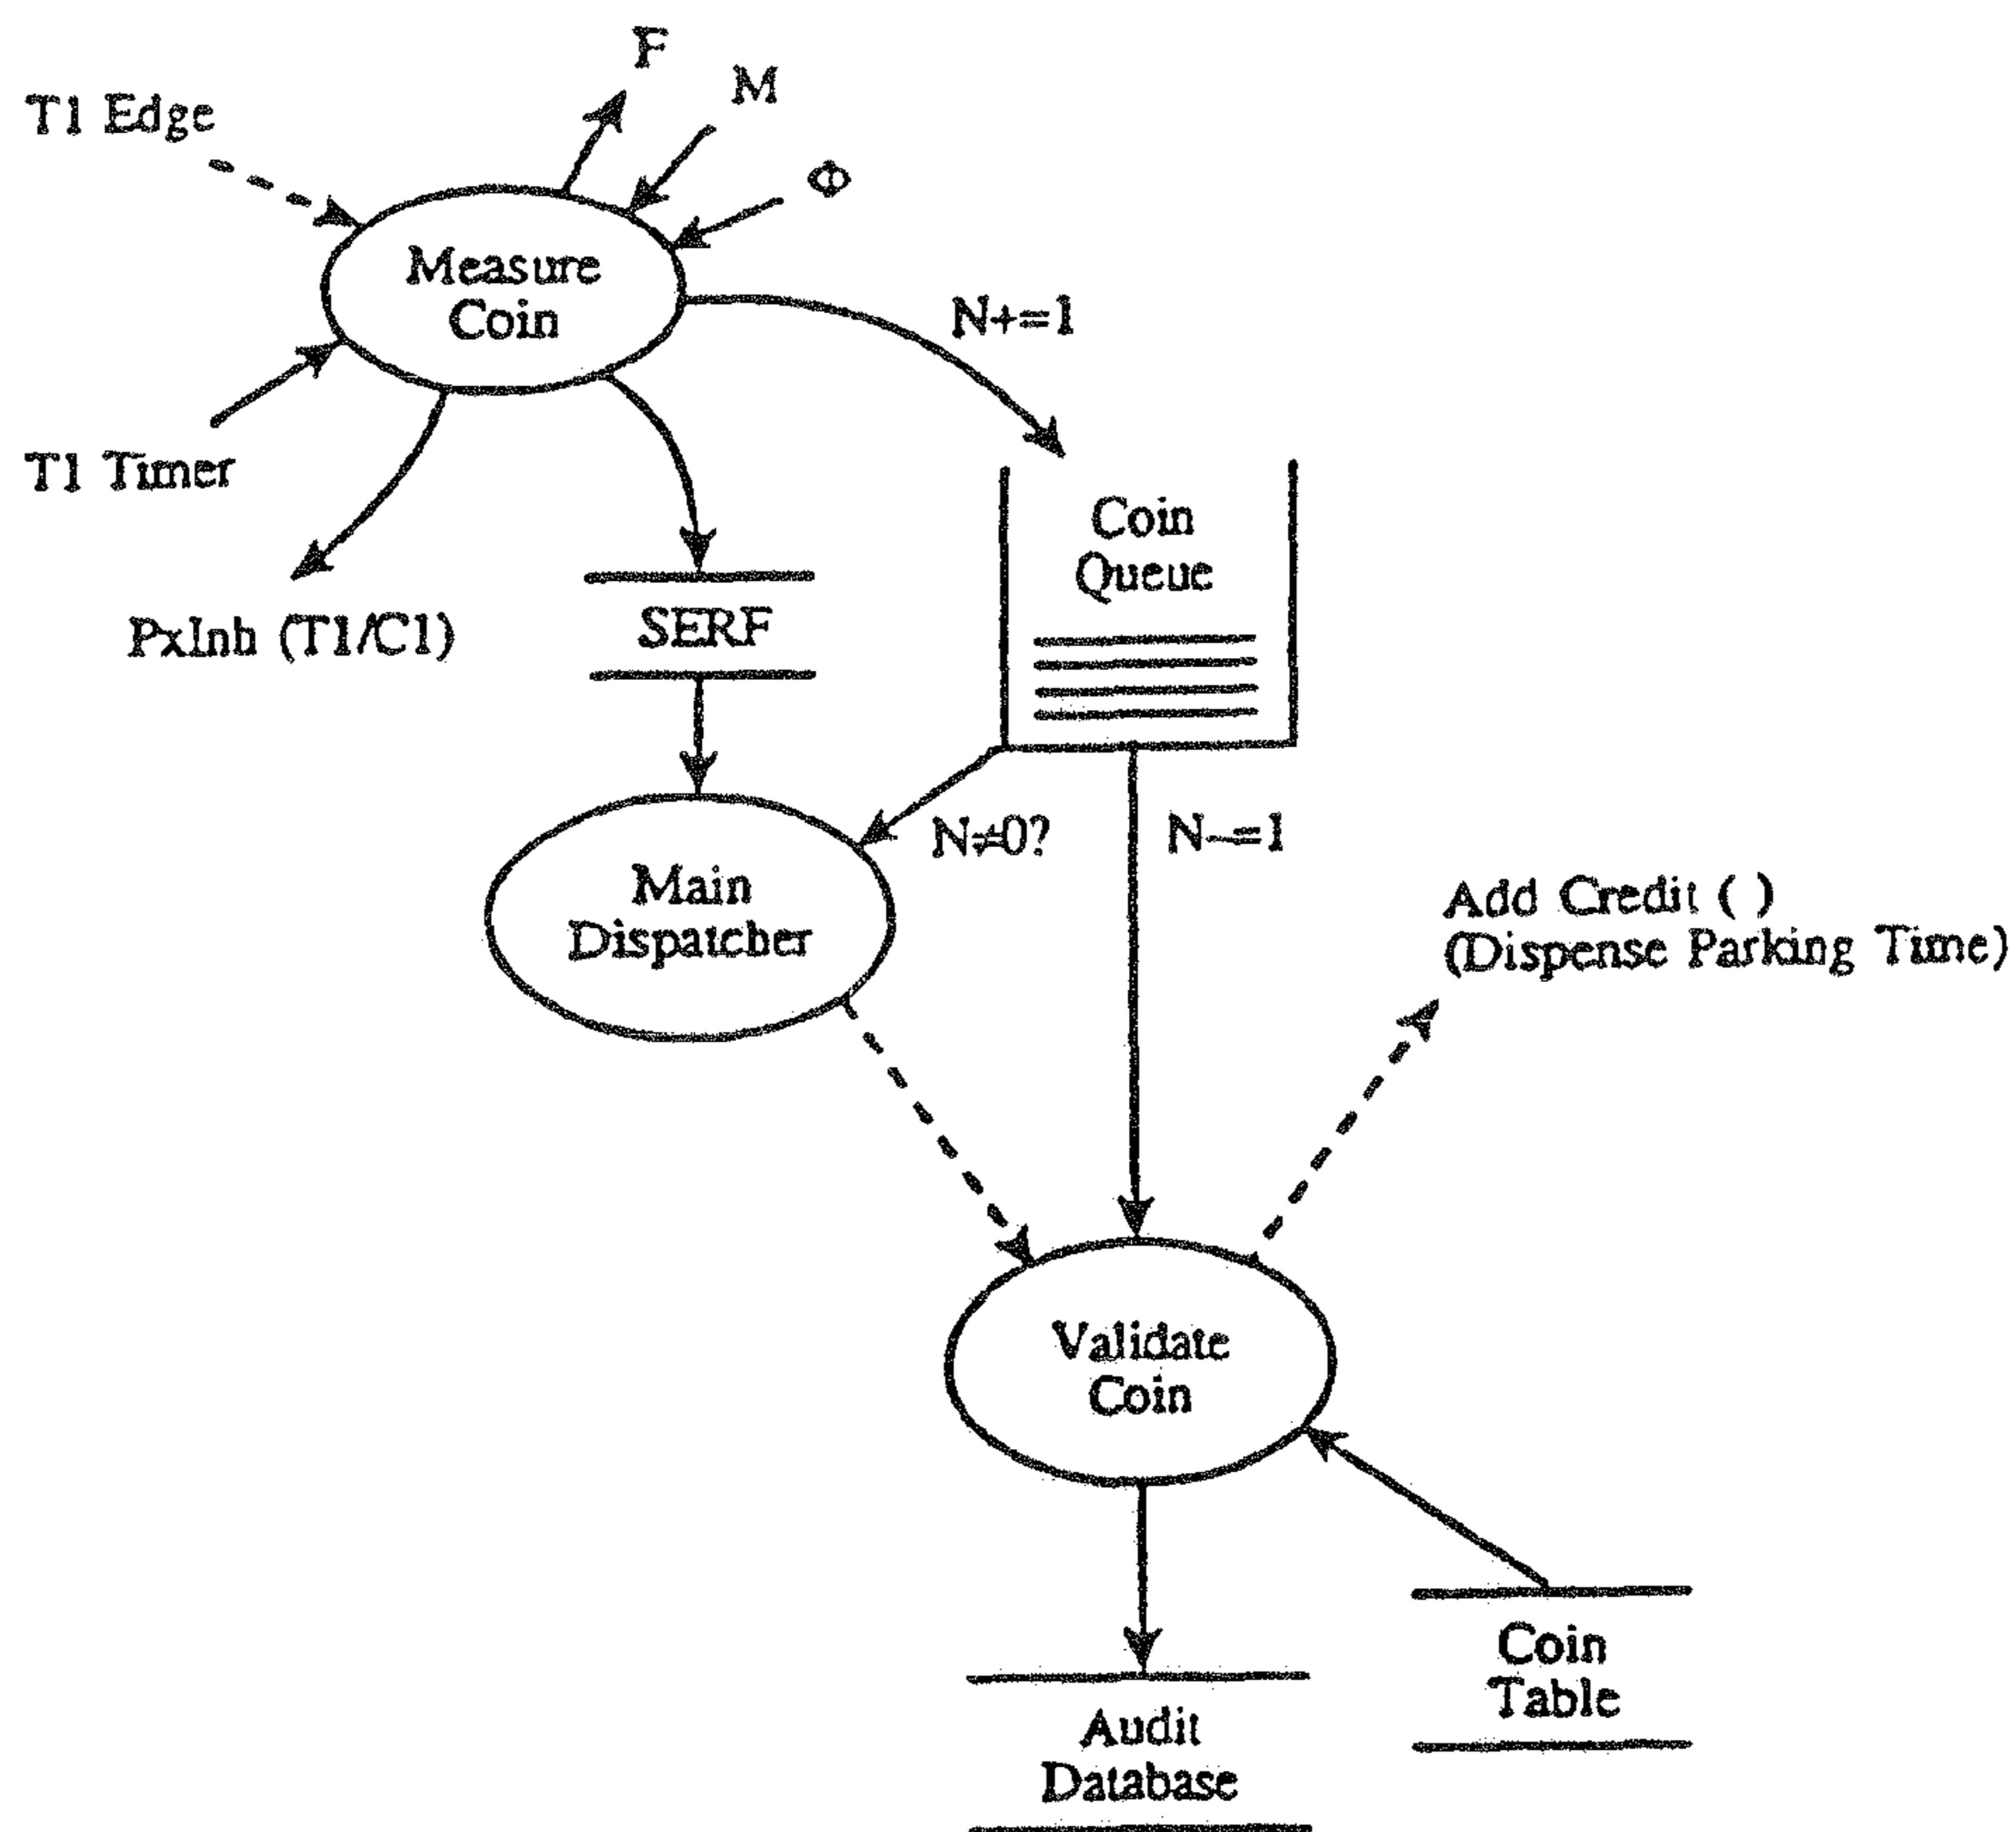 F
M
T1 Edge
Φ
Measure
Coin
N+=1
T1 Timer
Coin
Queue
PxInh (T1/C1)
SERF
N≠0?
N-=1
Main
Dispatcher
Add Credit ( )
(Dispense Parking Time)
Validate
Coin
Coin
Table
Audit
Database